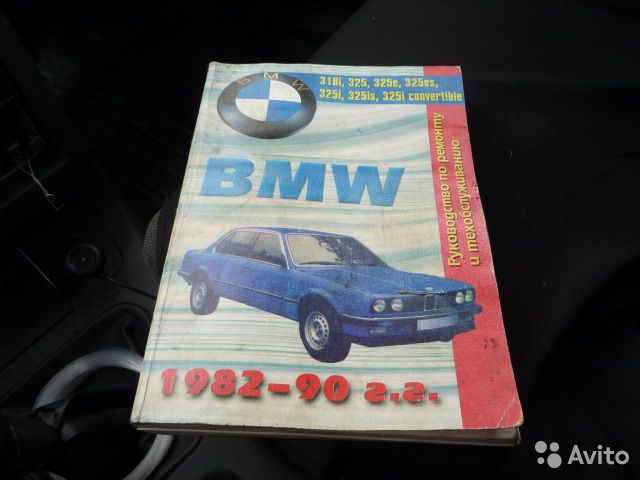 BMW
318i, 325, 325e, 325es,
325i, 325is, 325i convertible
BMW
Руководство по ремонту
и техобслуживанию
1982-90 г.г.
Avito